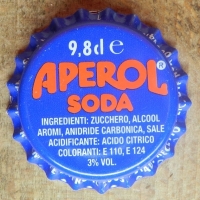 9,8cl e
APEROL®
SODA
INGREDIENTI: ZUCCHERO, ALCOOL
AROMI, ANIDRIDE CARBONICA, SALE
ACIDIFICANTE: ACIDO CITRICO
COLORANTI: E 110, E 124
3% VOL.